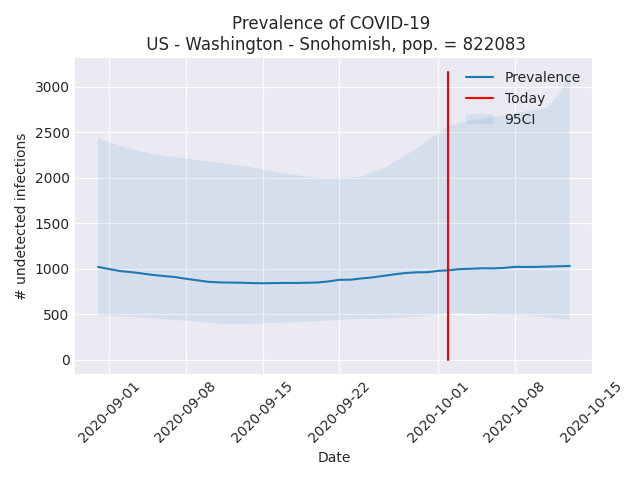 Prevalence of COVID-19
US - Washington - Snohomish, pop. = 822083
Prevalence
Today
95CI
# undetected infections
3000
2500
2000
1500
1000
500
0
2020-09-01
2020-09-08
2020-09-15
2020-09-22
2020-10-01
2020-10-08
2020-10-15
Date